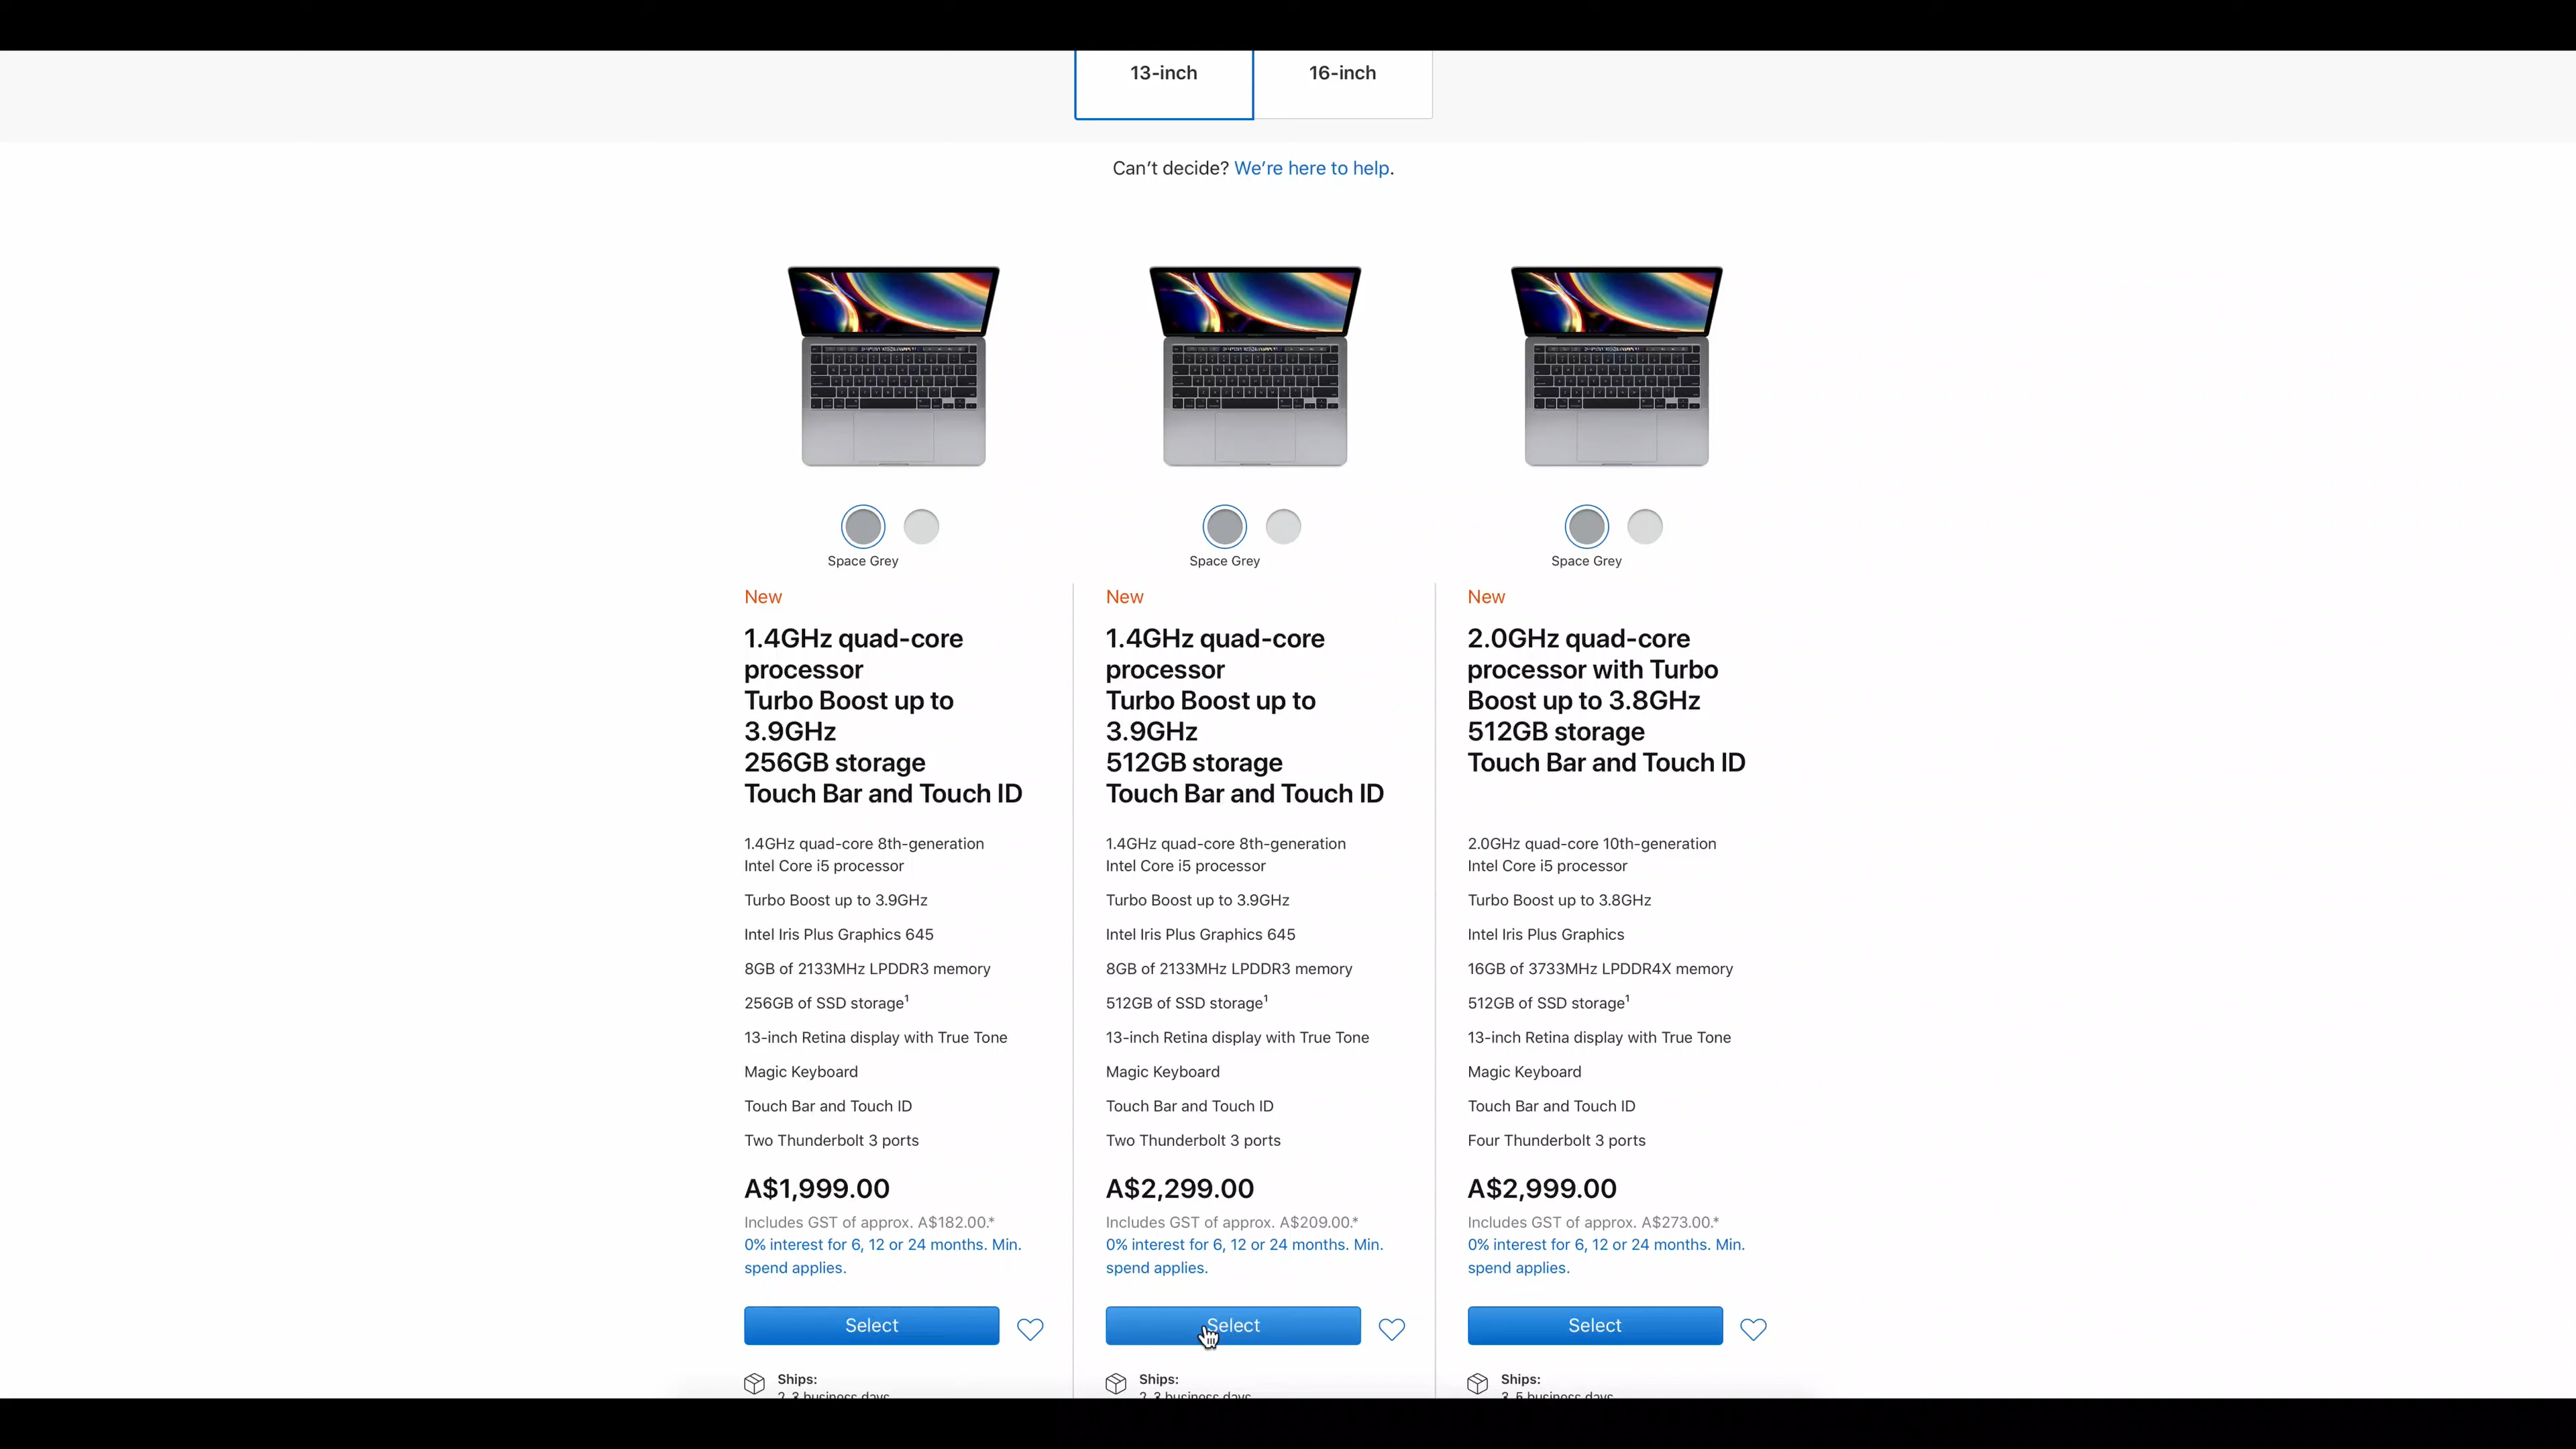 13-inch
16-inch
Can't decide? We're here to help.
Space Grey
Space Grey
Space Grey
New
1.4GHz quad-core
processor
Turbo Boost up to
3.9GHz
256GB storage
Touch Bar and Touch ID
1.4GHz quad-core 8th-generation
Intel Core i5 processor
Turbo Boost up to 3.9GHz
Intel Iris Plus Graphics 645
8GB of 2133MHz LPDDR3 memory
256GB of SSD storage¹
13-inch Retina display with True Tone
Magic Keyboard
Touch Bar and Touch ID
Two Thunderbolt 3 ports
A$1,999.00
Includes GST of approx. A$182.00.*
0% interest for 6, 12 or 24 months. Min.
spend applies.
Select
Ships:
2–3 business days
New
1.4GHz quad-core
processor
Turbo Boost up to
3.9GHz
512GB storage
Touch Bar and Touch ID
1.4GHz quad-core 8th-generation
Intel Core i5 processor
Turbo Boost up to 3.9GHz
Intel Iris Plus Graphics 645
8GB of 2133MHz LPDDR3 memory
512GB of SSD storage¹
13-inch Retina display with True Tone
Magic Keyboard
Touch Bar and Touch ID
Two Thunderbolt 3 ports
A$2,299.00
Includes GST of approx. A$209.00.*
0% interest for 6, 12 or 24 months. Min.
spend applies.
Select
Ships:
2–3 business days
New
2.0GHz quad-core
processor with Turbo
Boost up to 3.8GHz
512GB storage
Touch Bar and Touch ID
2.0GHz quad-core 10th-generation
Intel Core i5 processor
Turbo Boost up to 3.8GHz
Intel Iris Plus Graphics
16GB of 3733MHz LPDDR4X memory
512GB of SSD storage¹
13-inch Retina display with True Tone
Magic Keyboard
Touch Bar and Touch ID
Four Thunderbolt 3 ports
A$2,999.00
Includes GST of approx. A$273.00.*
0% interest for 6, 12 or 24 months. Min.
spend applies.
Select
Ships:
3–5 business days